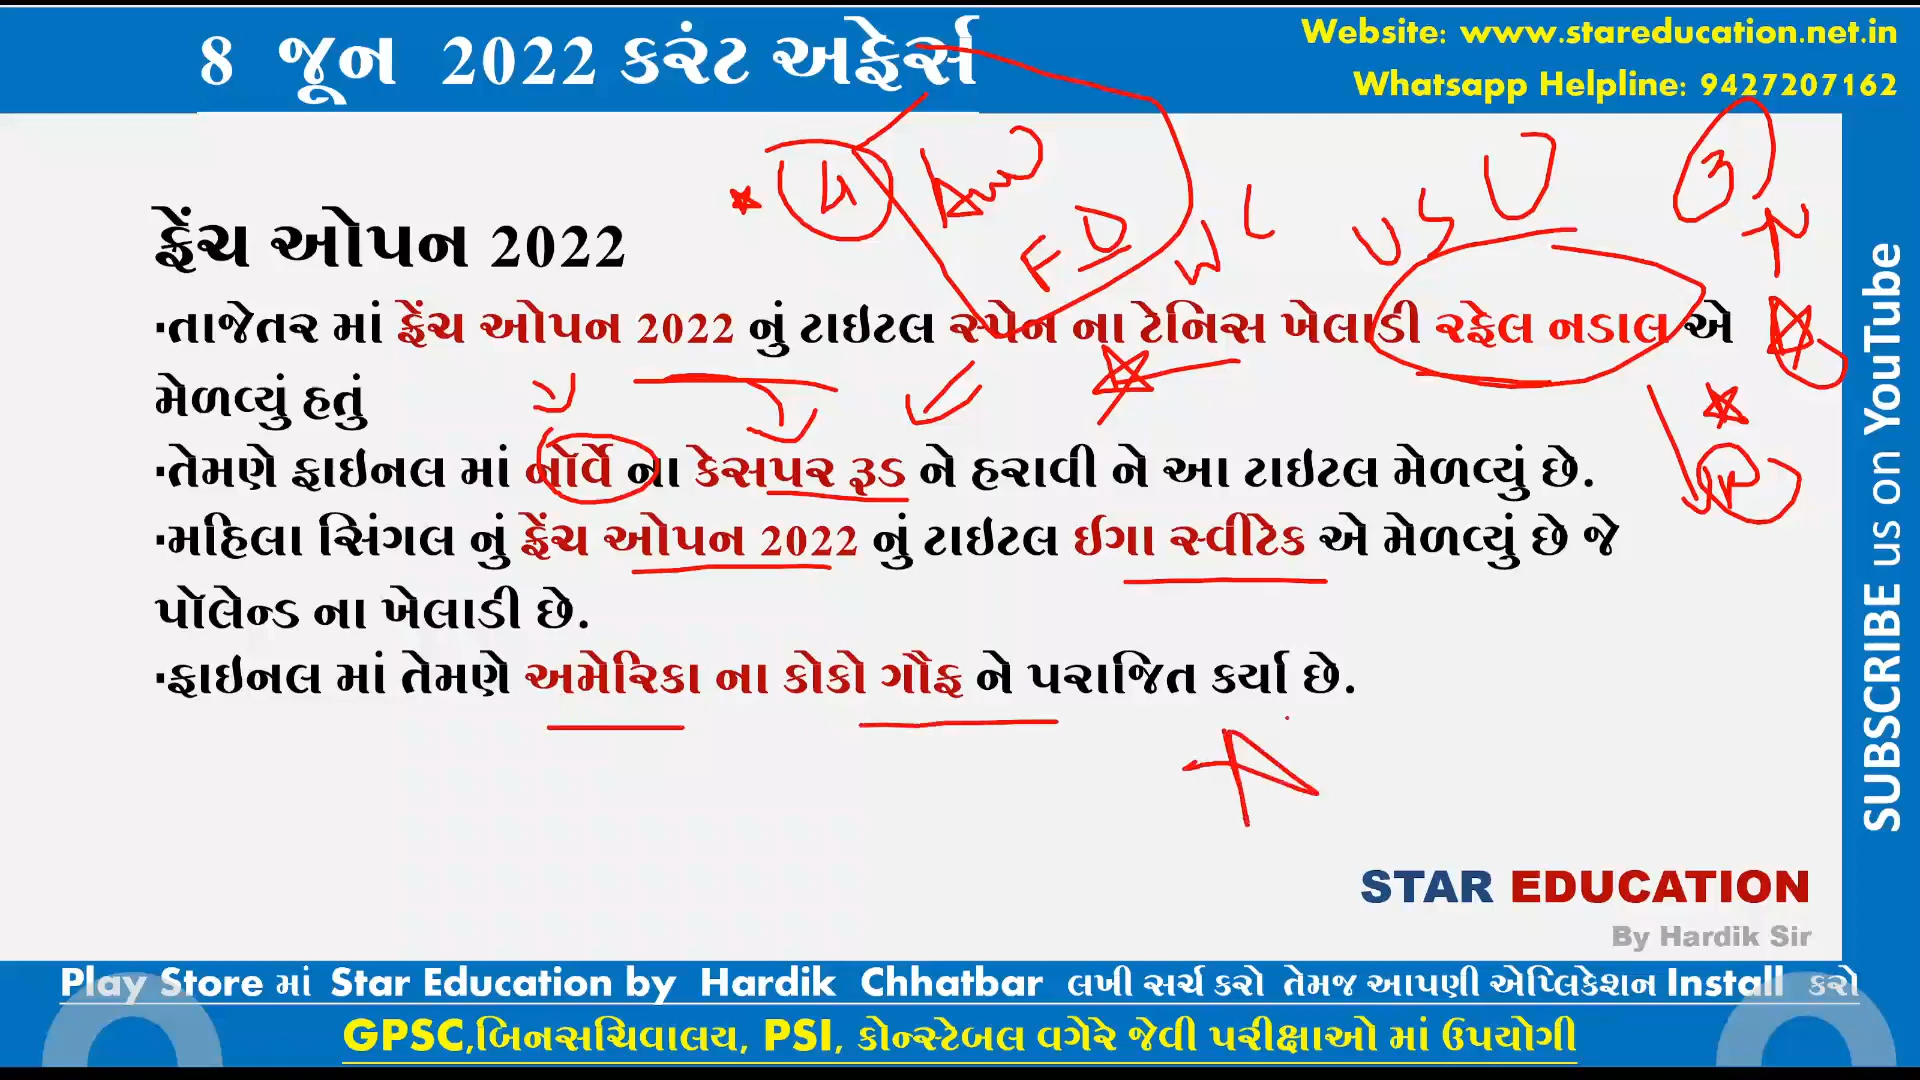 8 જૂન 2022 કરંટ અફેર્સ
Website: www.stareducation.net.in
Whatsapp Helpline: 9427207162
ફ્રેંચ ઓપન 2022
·તાજેતર માં ફ્રેંચ ઓપન 2022 નું ટાઇટલ સ્પેન ના ટેનિસ ખેલાડી રફેલ નડાલ એ
મેળવ્યું હતું
·તેમણે ફાઇનલ માં નોર્વે ના કેસપર રૂડ ને હરાવી ને આ ટાઇટલ મેળવ્યું છે.
·મહિલા સિંગલ નું ફ્રેંચ ઓપન 2022 નું ટાઇટલ ઈગા સ્વીટેક એ મેળવ્યું છે જે
પોલેન્ડ ના ખેલાડી છે.
·ફાઇનલ માં તેમણે અમેરિકા ના કોકો ગૌફ ને પરાજિત કર્યા છે.
STAR EDUCATION
By Hardik Sir
SUBSCRIBE us on YouTube
Play Store માં Star Education by Hardik Chhatbar લખી સર્ચ કરો તેમજ આપણી એપ્લિકેશન Install કરો
GPSC,બિનસચિવાલય, PSI, કોન્સ્ટેબલ વગેરે જેવી પરીક્ષાઓ માં ઉપયોગી